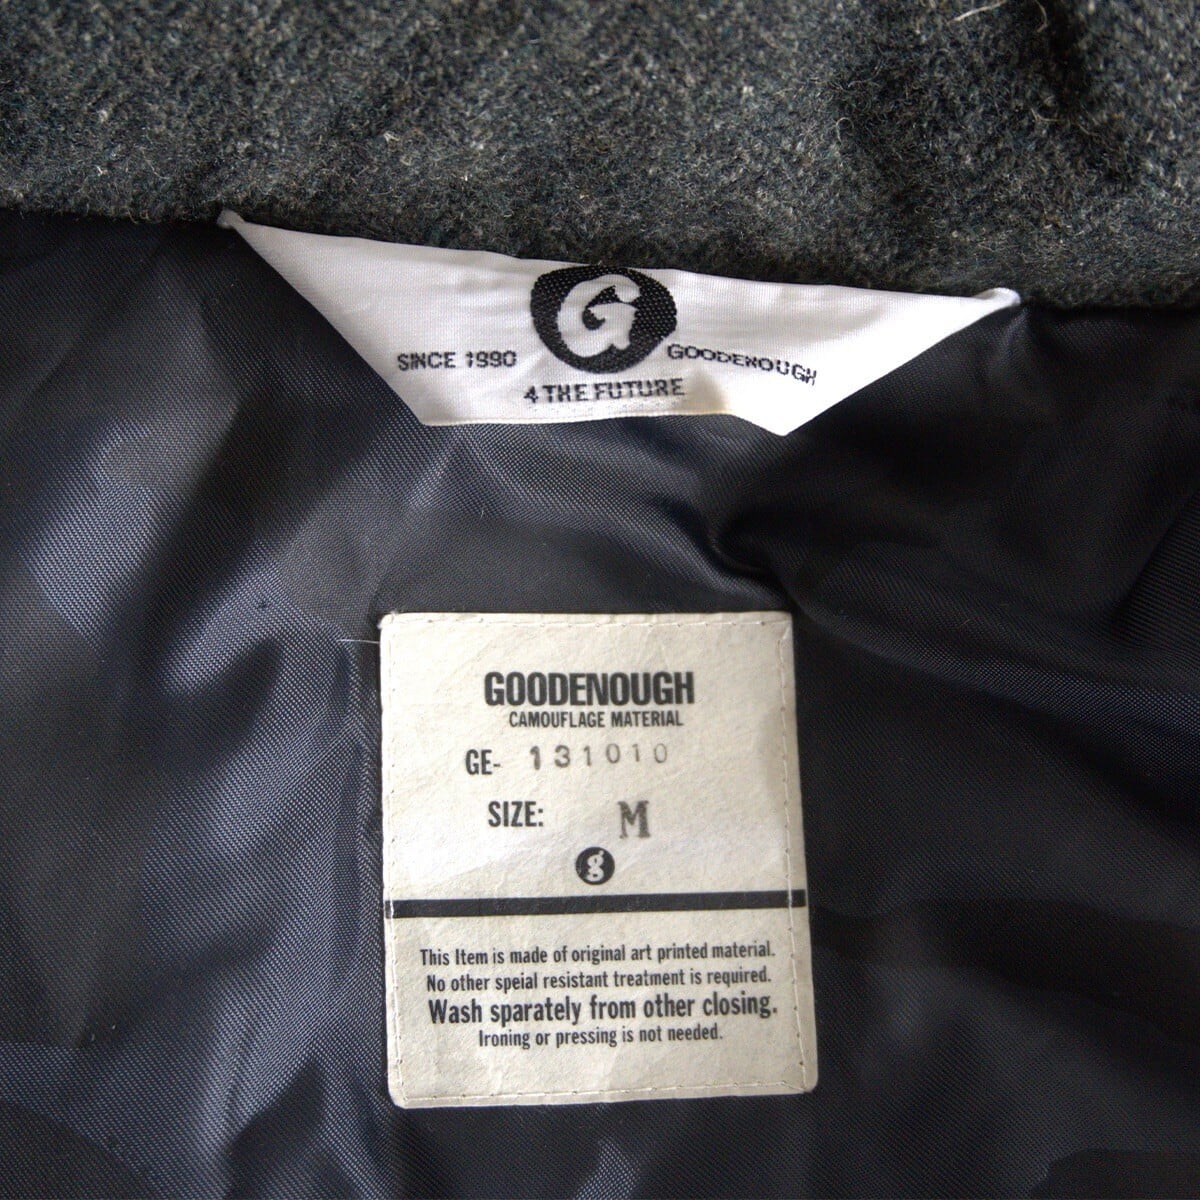 G
SINCE 1990
GOODENOUGH
4 THE FUTURE
GOODENOUGH
CAMOUFLAGE MATERIAL
GE- 131010
SIZE: M
g
This Item is made of original art printed material.
No other speial resistant treatment is required.
Wash sparately from other closing.
Ironing or pressing is not needed.